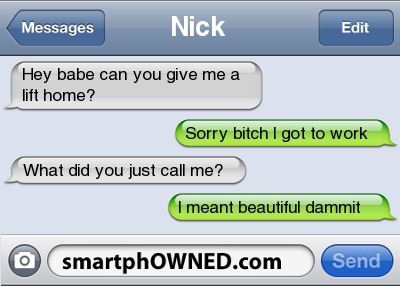 Messages
Nick
Edit
Hey babe can you give me a
lift home?
Sorry bitch I got to work
What did you just call me?
I meant beautiful dammit
smartphOWNED.com
Send